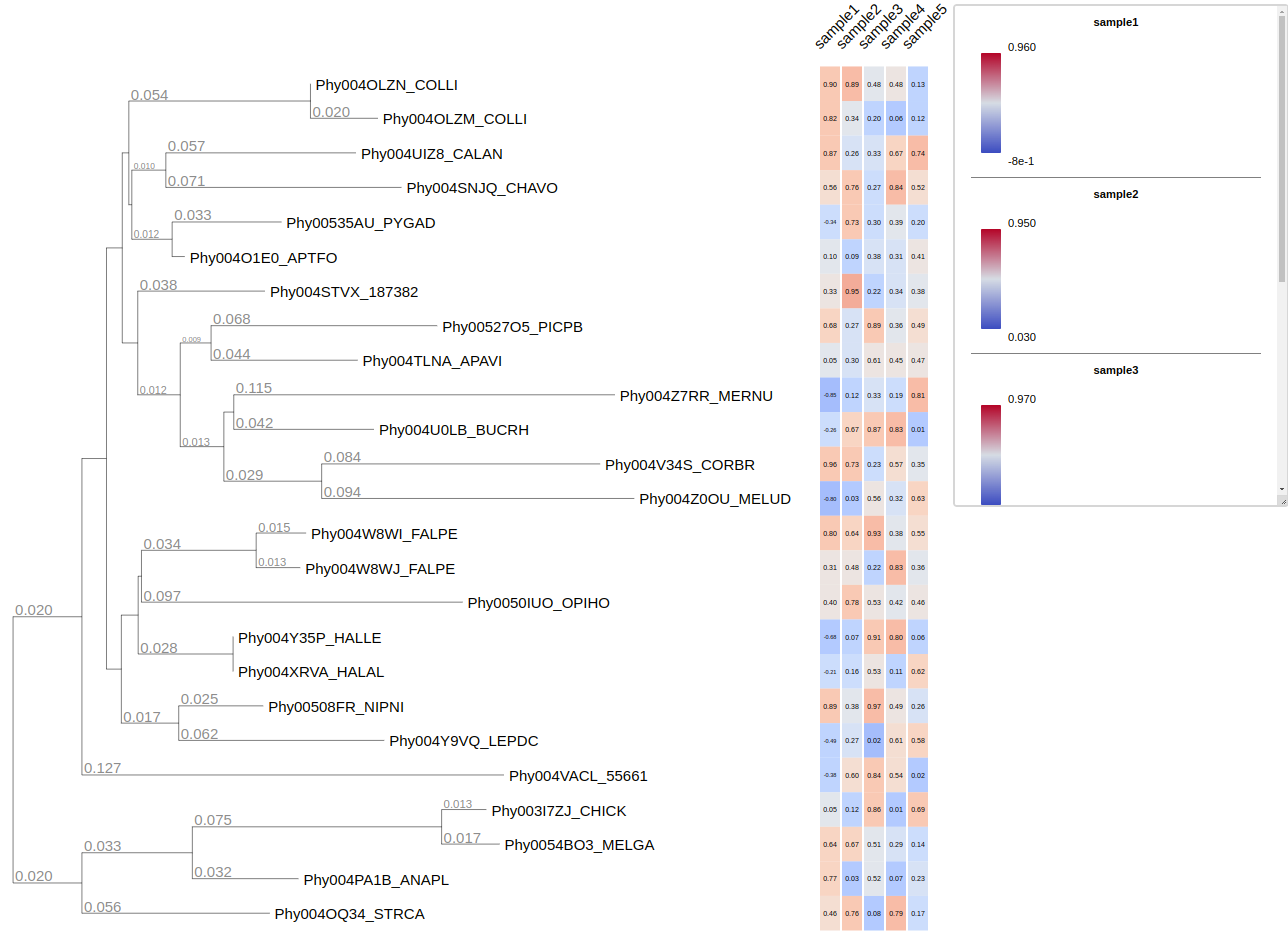 sample1
sample2
sample3
sample4
sample5
sample1
0.960
-8e-1
sample2
0.950
0.030
sample3
0.970
Phy004OLZN_COLLI 0.90 0.89 0.48 0.48 0.13
0.054
0.020 Phy004OLZM_COLLI 0.82 0.34 0.20 0.06 0.12
0.057 Phy004UIZ8_CALAN 0.87 0.26 0.33 0.67 0.74
0.010
0.071 Phy004SNJQ_CHAVO 0.56 0.76 0.27 0.84 0.52
0.033 Phy00535AU_PYGAD -0.34 0.73 0.30 0.39 0.20
0.012
Phy004O1E0_APTFO 0.10 0.09 0.38 0.31 0.41
0.038 Phy004STVX_187382 0.33 0.95 0.22 0.34 0.38
0.068 Phy00527O5_PICPB 0.68 0.27 0.89 0.36 0.49
0.009
0.044 Phy004TLNA_APAVI 0.05 0.30 0.61 0.45 0.47
0.012
0.115 Phy004Z7RR_MERNU -0.85 0.12 0.33 0.19 0.81
0.042 Phy004U0LB_BUCRH -0.26 0.67 0.87 0.83 0.01
0.013
0.084 Phy004V34S_CORBR 0.96 0.73 0.23 0.57 0.35
0.029
0.094 Phy004Z0OU_MELUD -0.80 0.03 0.56 0.32 0.63
0.015 Phy004W8WI_FALPE 0.80 0.64 0.93 0.38 0.55
0.034
0.013 Phy004W8WJ_FALPE 0.31 0.48 0.22 0.83 0.36
0.097 Phy0050IUO_OPIHO 0.40 0.78 0.53 0.42 0.46
0.020
Phy004Y35P_HALLE -0.68 0.07 0.91 0.80 0.06
0.028
Phy004XRVA_HALAL -0.21 0.16 0.53 0.11 0.62
0.025 Phy00508FR_NIPNI 0.89 0.38 0.97 0.49 0.26
0.017
0.062 Phy004Y9VQ_LEPDC -0.49 0.27 0.02 0.61 0.58
0.127 Phy004VACL_55661 -0.38 0.60 0.84 0.54 0.02
0.013 Phy003I7ZJ_CHICK 0.05 0.12 0.86 0.01 0.69
0.075
0.017 Phy0054BO3_MELGA 0.64 0.67 0.51 0.29 0.14
0.033
0.032 Phy004PA1B_ANAPL 0.77 0.03 0.52 0.07 0.23
0.020
0.056 Phy004OQ34_STRCA 0.46 0.76 0.08 0.79 0.17